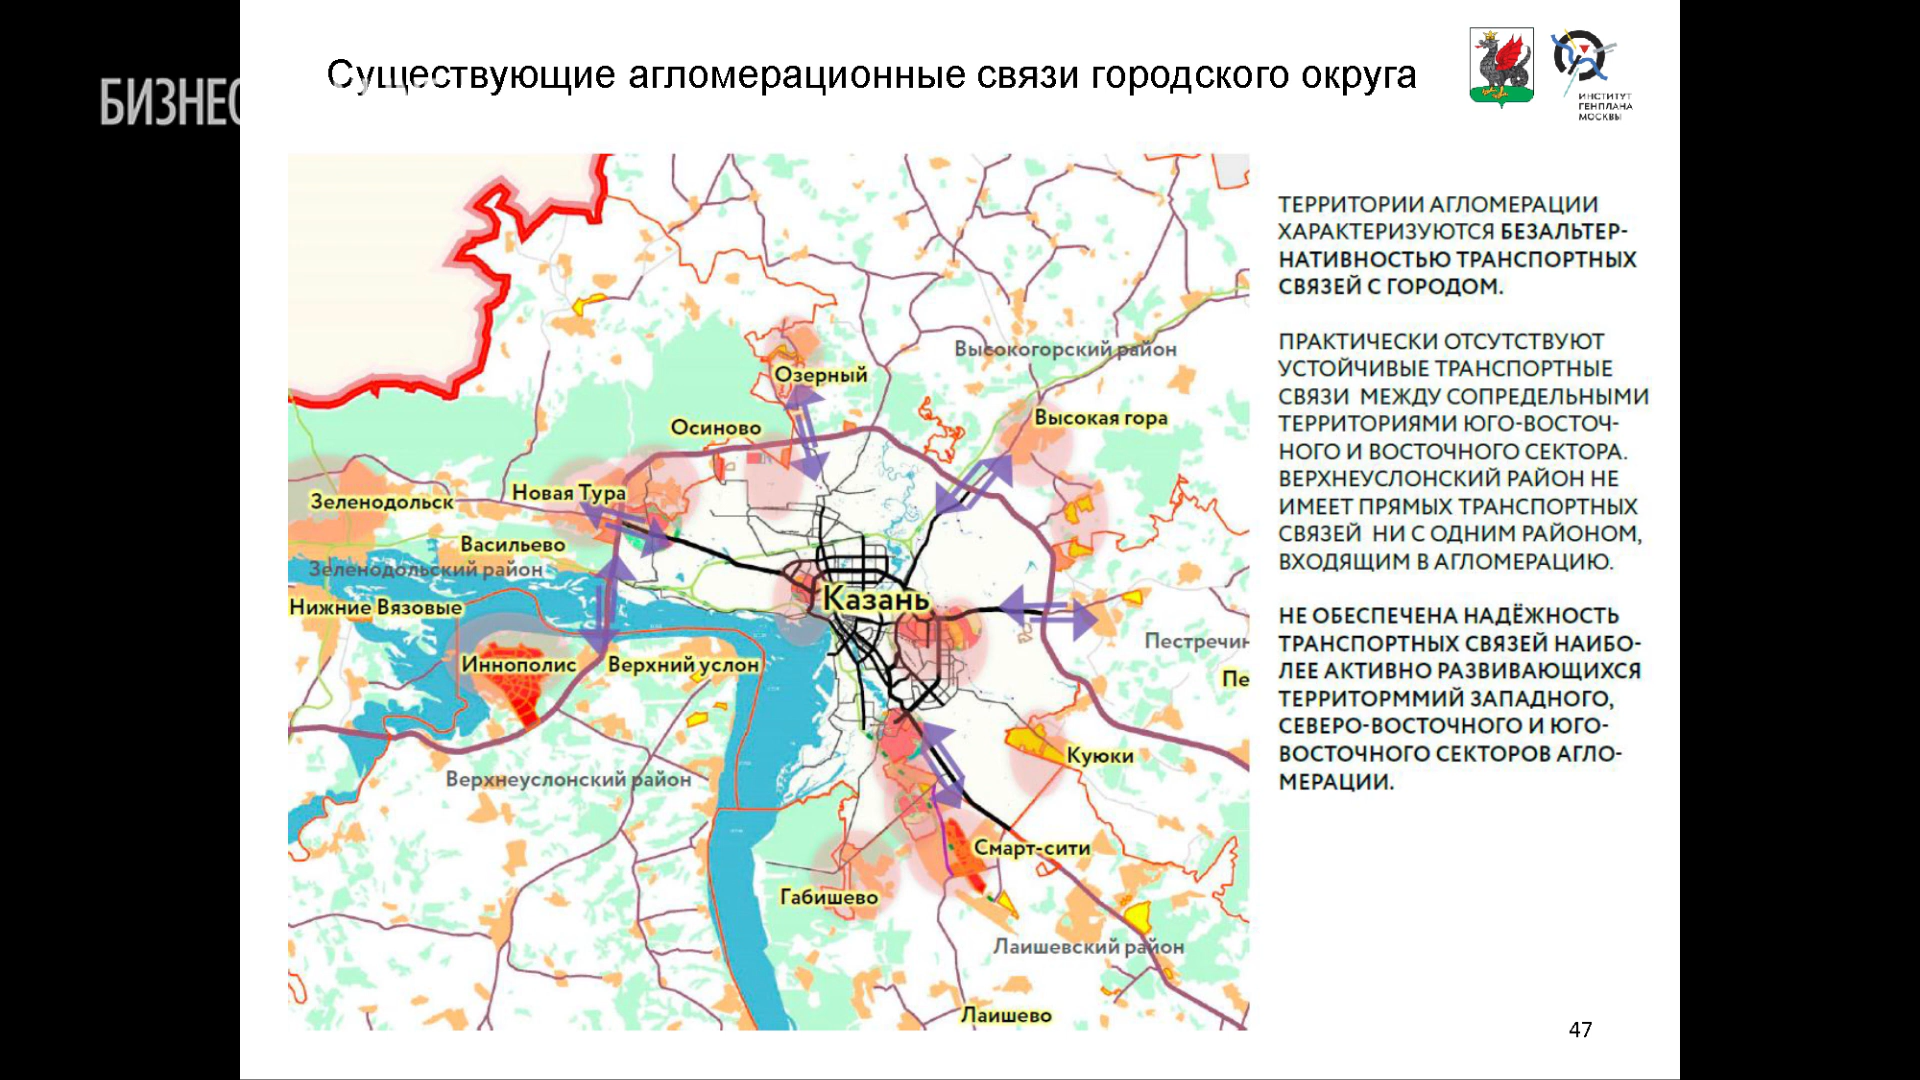 БИЗНЕС
Существующие агломерационные связи городского округа
ИНСТИТУТ
ГЕНПЛАНА
МОСКВЫ
Высокогорский район
Озерный
Высокая гора
Осиново
Новая Тура
Зеленодольск
Васильево
Зеленодольский район
Нижние Вязовые
Казань
Пестречин
Иннополис
Верхний услон
Пе
Куюки
Верхнеуслонский район
Смарт-сити
Габишево
Лаишевский район
Лаишево
ТЕРРИТОРИИ АГЛОМЕРАЦИИ
ХАРАКТЕРИЗУЮТСЯ БЕЗАЛЬТЕР-
НАТИВНОСТЬЮ ТРАНСПОРТНЫХ
СВЯЗЕЙ С ГОРОДОМ.
ПРАКТИЧЕСКИ ОТСУТСТВУЮТ
УСТОЙЧИВЫЕ ТРАНСПОРТНЫЕ
СВЯЗИ МЕЖДУ СОПРЕДЕЛЬНЫМИ
ТЕРРИТОРИЯМИ ЮГО-ВОСТОЧ-
НОГО И ВОСТОЧНОГО СЕКТОРА.
ВЕРХНЕУСЛОНСКИЙ РАЙОН НЕ
ИМЕЕТ ПРЯМЫХ ТРАНСПОРТНЫХ
СВЯЗЕЙ НИ С ОДНИМ РАЙОНОМ,
ВХОДЯЩИМ В АГЛОМЕРАЦИЮ.
НЕ ОБЕСПЕЧЕНА НАДЁЖНОСТЬ
ТРАНСПОРТНЫХ СВЯЗЕЙ НАИБО-
ЛЕЕ АКТИВНО РАЗВИВАЮЩИХСЯ
ТЕРРИТОРММИЙ ЗАПАДНОГО,
СЕВЕРО-ВОСТОЧНОГО И ЮГО-
ВОСТОЧНОГО СЕКТОРОВ АГЛО-
МЕРАЦИИ.
47